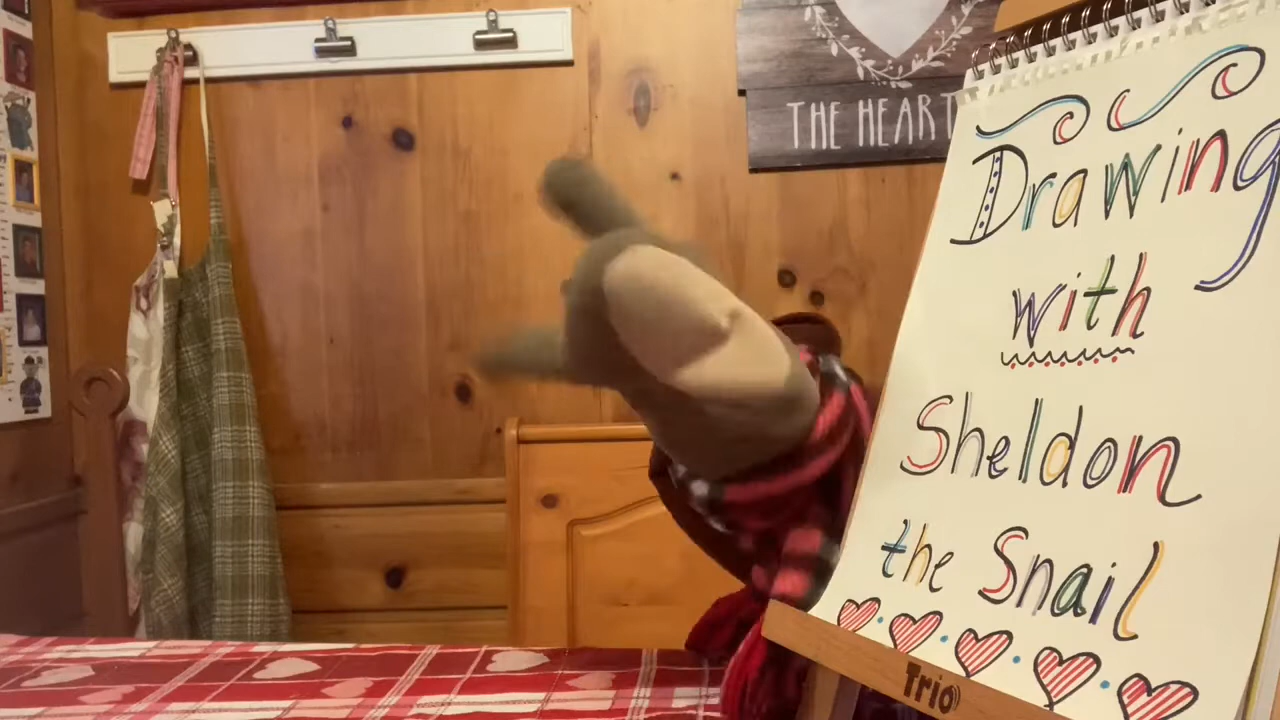 THE HEART
Drawing
with
Sheldon
the Snail
Trio